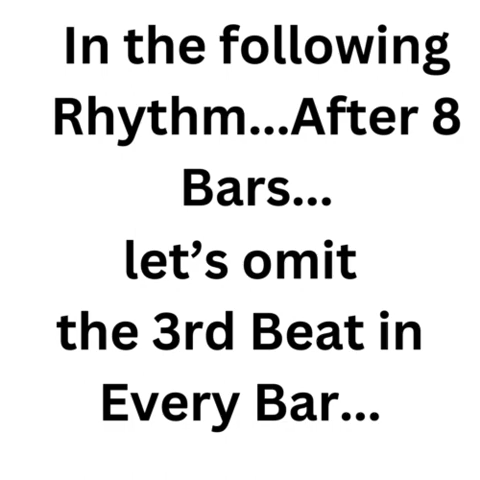 In the following
Rhythm...After 8
Bars...
let’s omit
the 3rd Beat in
Every Bar...